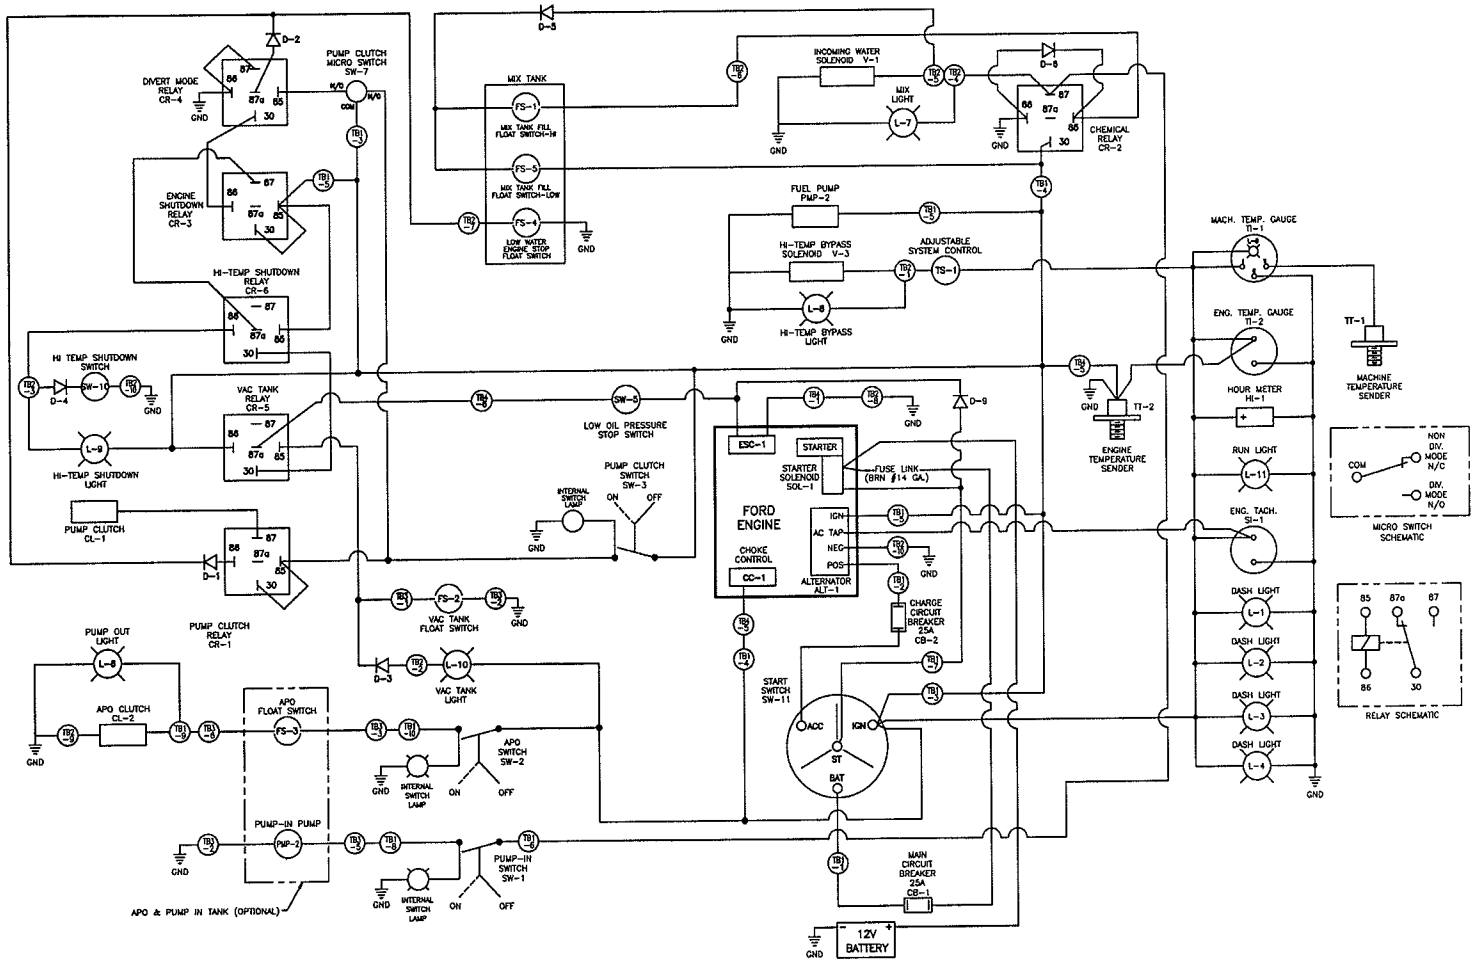 D-2
PUMP CLUTCH
MICRO SWITCH
SW-7
N/C
N/O
COM
TB1
-3
DIVERT MODE
RELAY
CR-4
GND
86
87
87a
85
30
ENGINE
SHUTDOWN
RELAY
CR-3
86
87
87a
85
30
TB1
-5
HI-TEMP SHUTDOWN
RELAY
CR-6
86
87
87a
85
30
HI TEMP SHUTDOWN
SWITCH
TB2
-3
D-4
SW-10
TB2
-10
GND
VAC TANK
RELAY
CR-5
86
87
87a
85
30
L-9
HI-TEMP SHUTDOWN
LIGHT
PUMP CLUTCH
CL-1
D-1
86
87
87a
85
30
PUMP CLUTCH
RELAY
CR-1
D-5
MIX TANK
FS-1
MIX TANK FILL
FLOAT SWITCH-HI
FS-5
MIX TANK FILL
FLOAT SWITCH-LOW
TB2
-7
FS-4
LOW WATER
ENGINE STOP
FLOAT SWITCH
GND
TB2
-6
INCOMING WATER
SOLENOID V-1
TB2
-5
TB2
-4
MIX
LIGHT
L-7
GND
D-6
86
87
87a
85
30
GND
CHEMICAL
RELAY
CR-2
TB1
-4
FUEL PUMP
PMP-2
TB1
-5
HI-TEMP BYPASS
SOLENOID V-3
ADJUSTABLE
SYSTEM CONTROL
TB2
-1
TS-1
L-8
HI-TEMP BYPASS
LIGHT
GND
MACH. TEMP. GAUGE
TI-1
ENG. TEMP. GAUGE
TI-2
TT-1
MACHINE
TEMPERATURE
SENDER
TB4
-5
GND
TT-2
ENGINE
TEMPERATURE
SENDER
HOUR METER
HI-1
+
RUN LIGHT
L-11
ENG. TACH.
SI-1
DASH LIGHT
L-1
DASH LIGHT
L-2
DASH LIGHT
L-3
DASH LIGHT
L-4
GND
COM
NON
DIV.
MODE
N/C
DIV.
MODE
N/O
MICRO SWITCH
SCHEMATIC
85
87a
87
86
30
RELAY SCHEMATIC
TB4
-6
SW-5
LOW OIL PRESSURE
STOP SWITCH
TB4
-1
TB2
-8
GND
D-9
ESC-1
STARTER
STARTER
SOLENOID
SOL-1
FUSE LINK
(BRN #14 GA.)
FORD
ENGINE
IGN
AC TAP
NEG
POS
TB1
-5
TB2
-10
GND
TB1
-2
ALTERNATOR
ALT-1
CHOKE
CONTROL
CC-1
TB4
-5
TB1
-4
CHARGE
CIRCUIT
BREAKER
25A
CB-2
PUMP CLUTCH
SWITCH
SW-3
ON
OFF
INTERNAL
SWITCH
LAMP
GND
FS-2
VAC TANK
FLOAT SWITCH
GND
D-3
TB2
-2
L-10
VAC TANK
LIGHT
PUMP OUT
LIGHT
L-6
APO CLUTCH
CL-2
TB2
-9
GND
TB1
-9
TB3
-6
APO
FLOAT SWITCH
FS-3
TB1
-10
APO
SWITCH
SW-2
GND
INTERNAL
SWITCH
LAMP
ON
OFF
PUMP-IN PUMP
PMP-2
TB3
-2
GND
TB3
-5
TB1
-8
TB1
-6
PUMP-IN
SWITCH
SW-1
GND
INTERNAL
SWITCH
LAMP
ON
OFF
APO & PUMP IN TANK (OPTIONAL)
START
SWITCH
SW-11
ACC
IGN
ST
BAT
TB1
-7
TB1
-3
TB1
-1
MAIN
CIRCUIT
BREAKER
25A
CB-1
- +
12V
BATTERY
GND